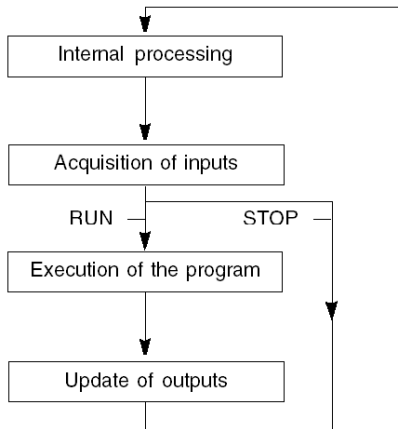 Internal processing
Acquisition of inputs
RUN
STOP
Execution of the program
Update of outputs